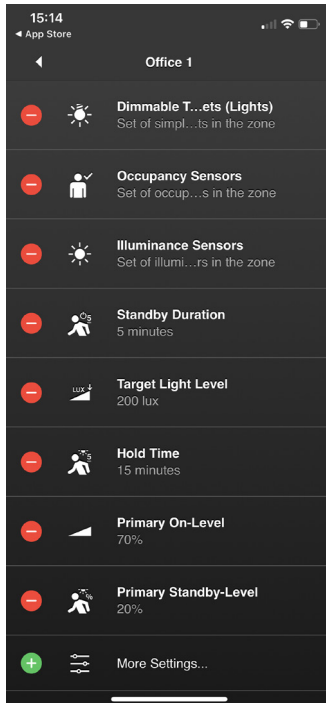 15:14
◀ App Store
Office 1
Dimmable T...ets (Lights)
Set of simpl...ts in the zone
Occupancy Sensors
Set of occup...s in the zone
Illuminance Sensors
Set of illumi...rs in the zone
5
Standby Duration
5 minutes
LUX
Target Light Level
200 lux
5
Hold Time
15 minutes
Primary On-Level
70%
%
Primary Standby-Level
20%
More Settings...